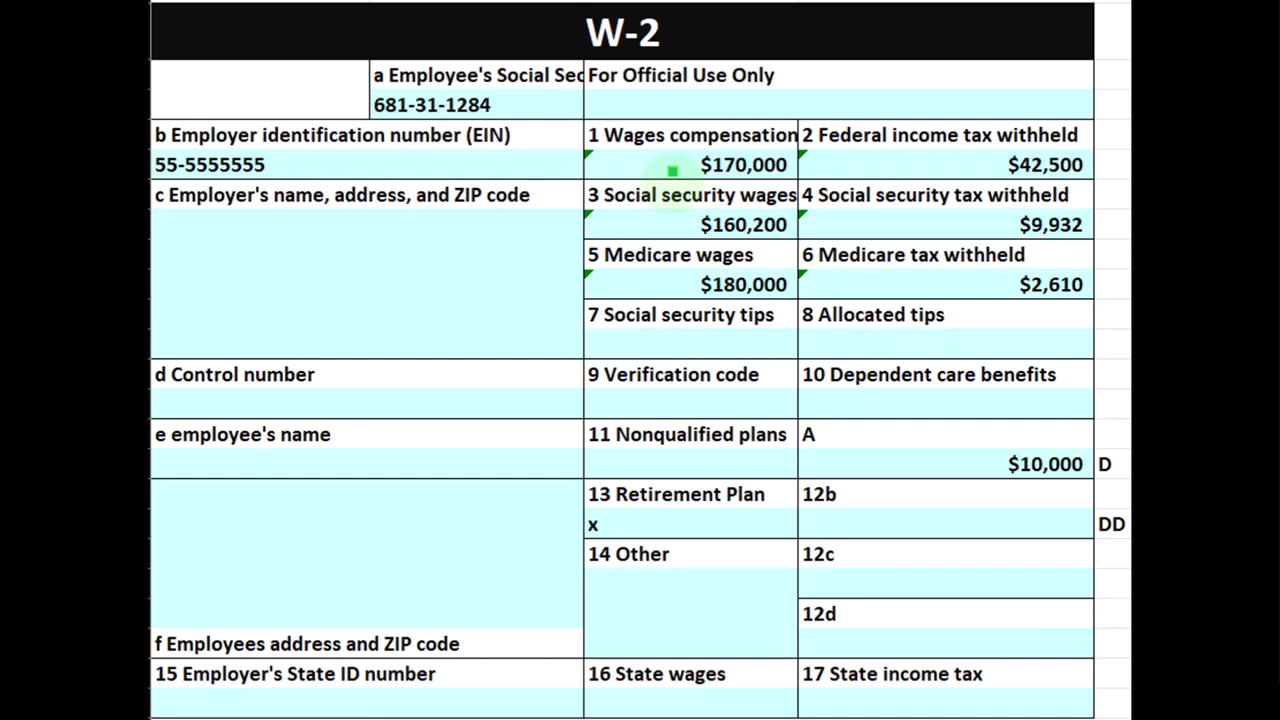 W-2
a Employee's Social Sec
For Official Use Only
681-31-1284
b Employer identification number (EIN)
1 Wages compensation
2 Federal income tax withheld
55-5555555
$170,000
$42,500
c Employer's name, address, and ZIP code
3 Social security wages
4 Social security tax withheld
$160,200
$9,932
5 Medicare wages
6 Medicare tax withheld
$180,000
$2,610
7 Social security tips
8 Allocated tips
d Control number
9 Verification code
10 Dependent care benefits
e employee's name
11 Nonqualified plans
A
$10,000
D
13 Retirement Plan
12b
x
DD
14 Other
12c
12d
f Employees address and ZIP code
15 Employer's State ID number
16 State wages
17 State income tax